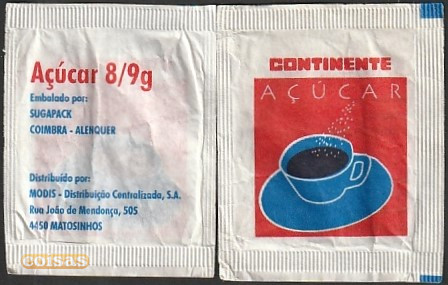 Açúcar 8/9g
Embalado por:
SUGAPACK
COIMBRA - ALENQUER
Distribuído por:
MODIS - Distribuição Centralizada, S.A.
Rua João de Mendonça, 505
4450 MATOSINHOS
coisas
CONTINENTE
AÇÚCAR